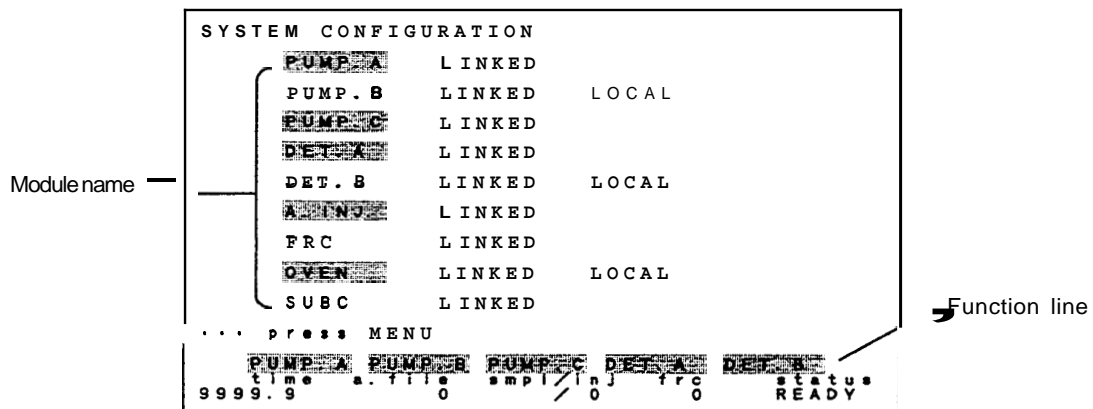 SYSTEM CONFIGURATION
PUMP. A LINKED
PUMP. B LINKED LOCAL
PUMP. C LINKED
DET. A LINKED
Module name
DET. B LINKED LOCAL
A. INJ. LINKED
FRC LINKED
OVEN LINKED LOCAL
SUBC LINKED
Function line
... press MENU
PUMP. A PUMP. B PUMP. C DET. A DET. B
time a.file smpl/inj frc status
9999.9 0 / 0 0 READY